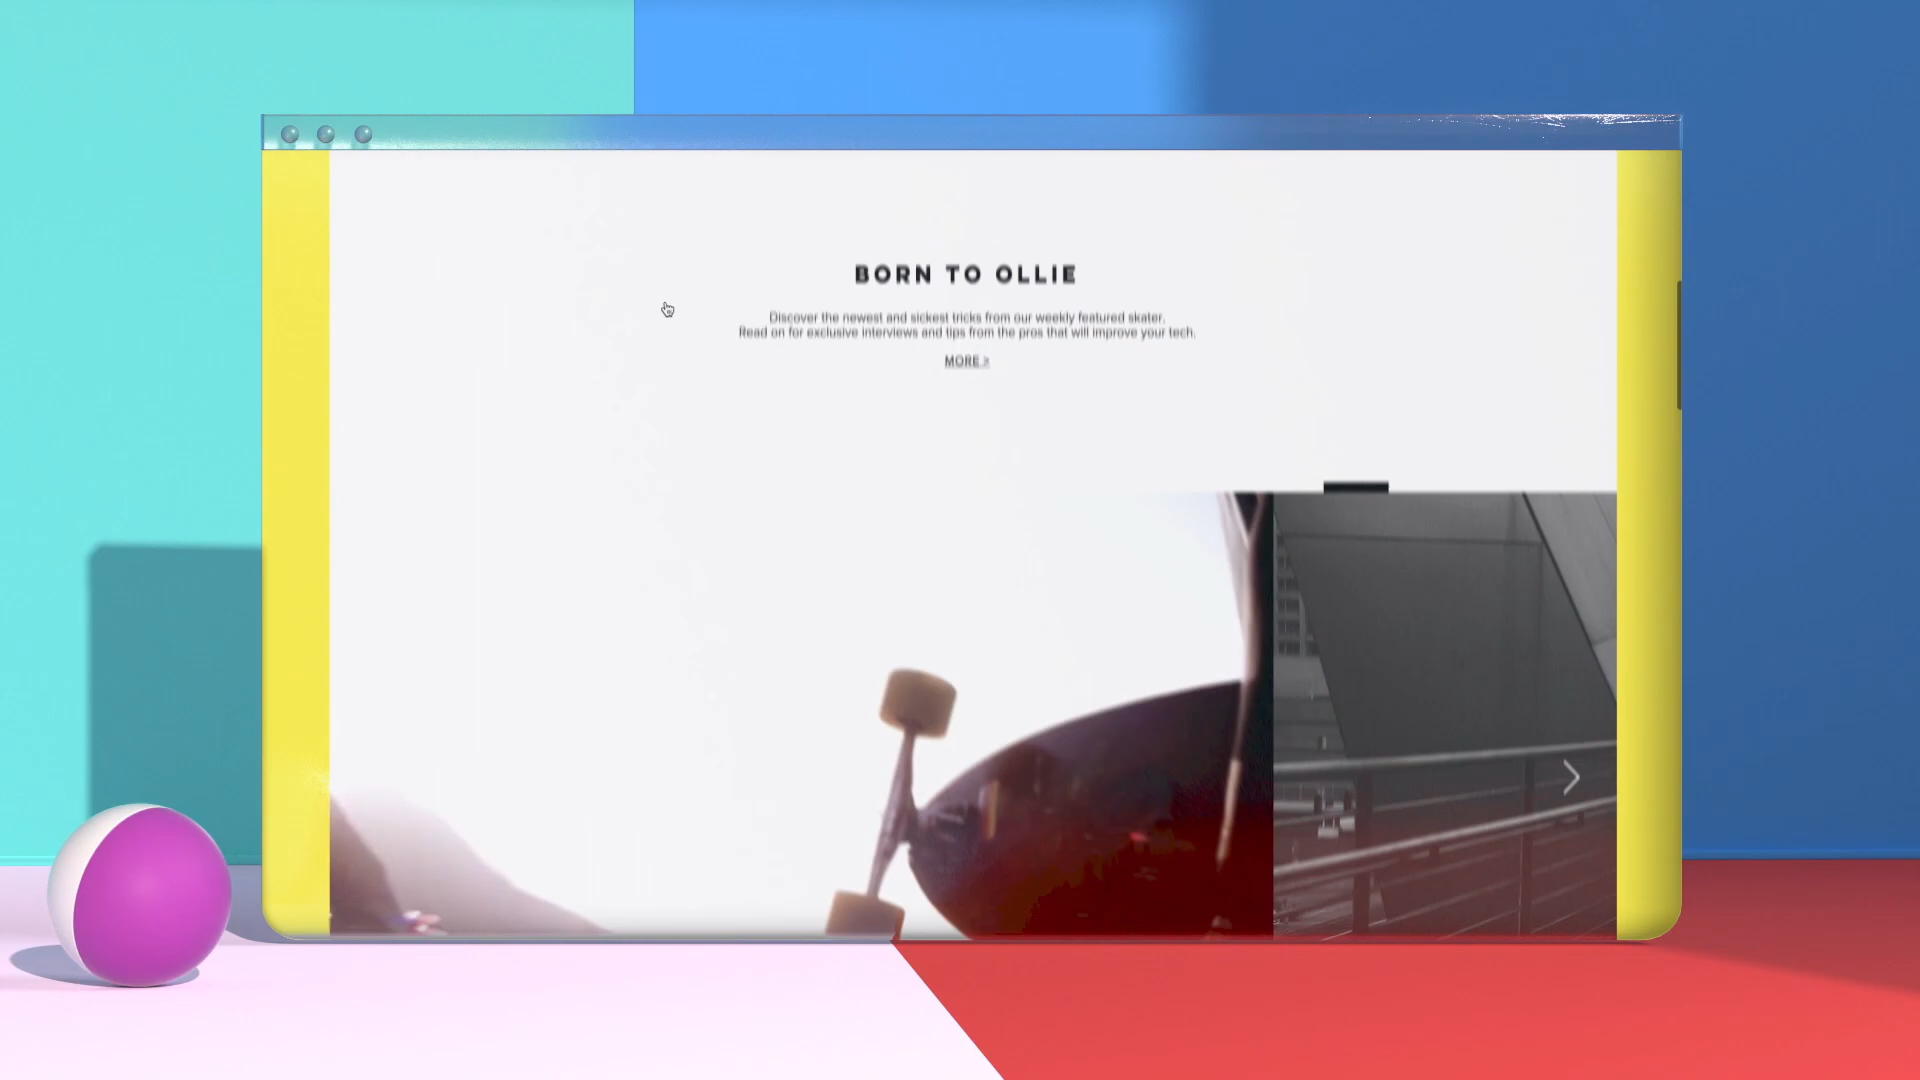 BORN TO OLLIE
Discover the newest and sickest tricks from our weekly featured skater.
Read on for exclusive interviews and tips from the pros that will improve your tech.
MORE >